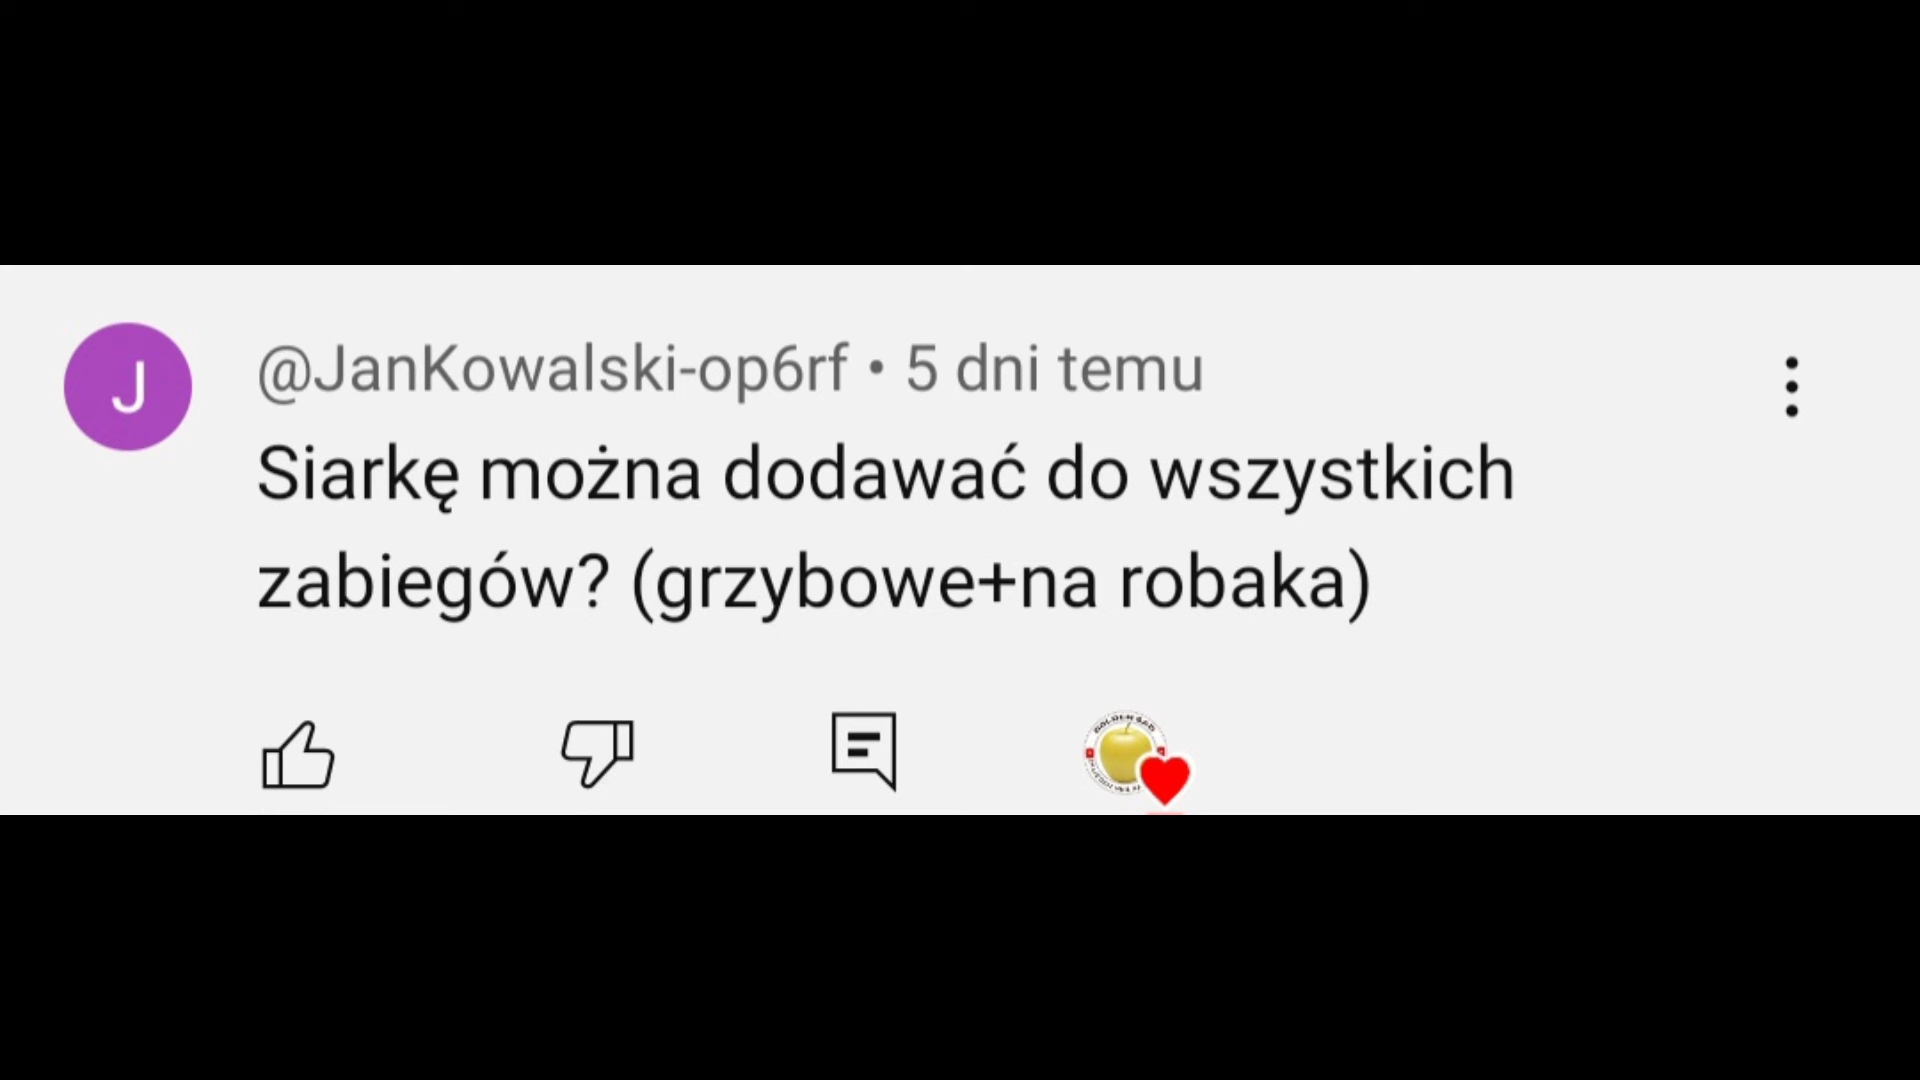 J
@JanKowalski-op6rf • 5 dni temu
Siarkę można dodawać do wszystkich
zabiegów? (grzybowe+na robaka)